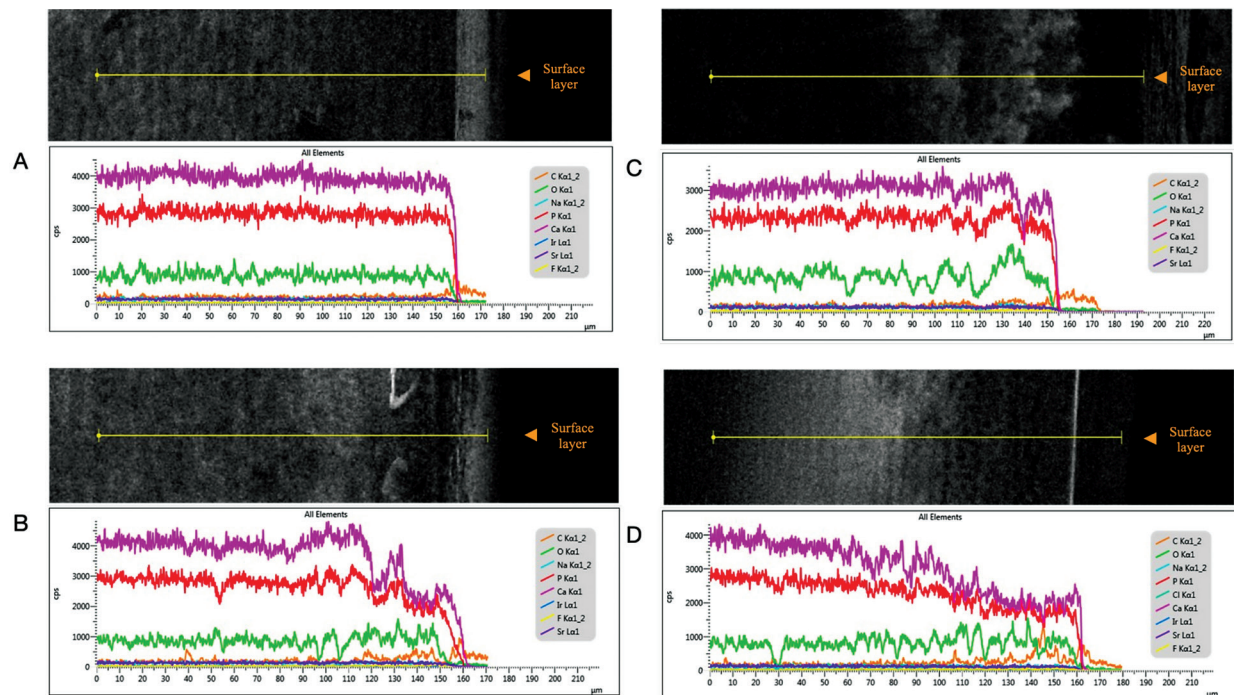 Surface
layer
A
All Elements
cps
4000
3000
2000
1000
0
C Kα1_2
O Kα1
Na Kα1_2
P Kα1
Ca Kα1
Ir Lα1
Sr Lα1
F Kα1_2
0 10 20 30 40 50 60 70 80 90 100 110 120 130 140 150 160 170 180 190 200 210
µm
Surface
layer
C
All Elements
cps
3000
2000
1000
0
C Kα1_2
O Kα1
Na Kα1_2
P Kα1
Ca Kα1
F Kα1_2
Sr Lα1
0 10 20 30 40 50 60 70 80 90 100 110 120 130 140 150 160 170 180 190 200 210 220
µm
Surface
layer
B
All Elements
cps
4000
3000
2000
1000
0
C Kα1_2
O Kα1
Na Kα1_2
P Kα1
Ca Kα1
Ir Lα1
F Kα1_2
Sr Lα1
0 10 20 30 40 50 60 70 80 90 100 110 120 130 140 150 160 170 180 190 200 210
µm
Surface
layer
D
All Elements
cps
4000
3000
2000
1000
0
C Kα1_2
O Kα1
Na Kα1_2
P Kα1
Cl Kα1
Ca Kα1
Ir Lα1
Sr Lα1
F Kα1_2
0 10 20 30 40 50 60 70 80 90 100 110 120 130 140 150 160 170 180 190 200 210
µm